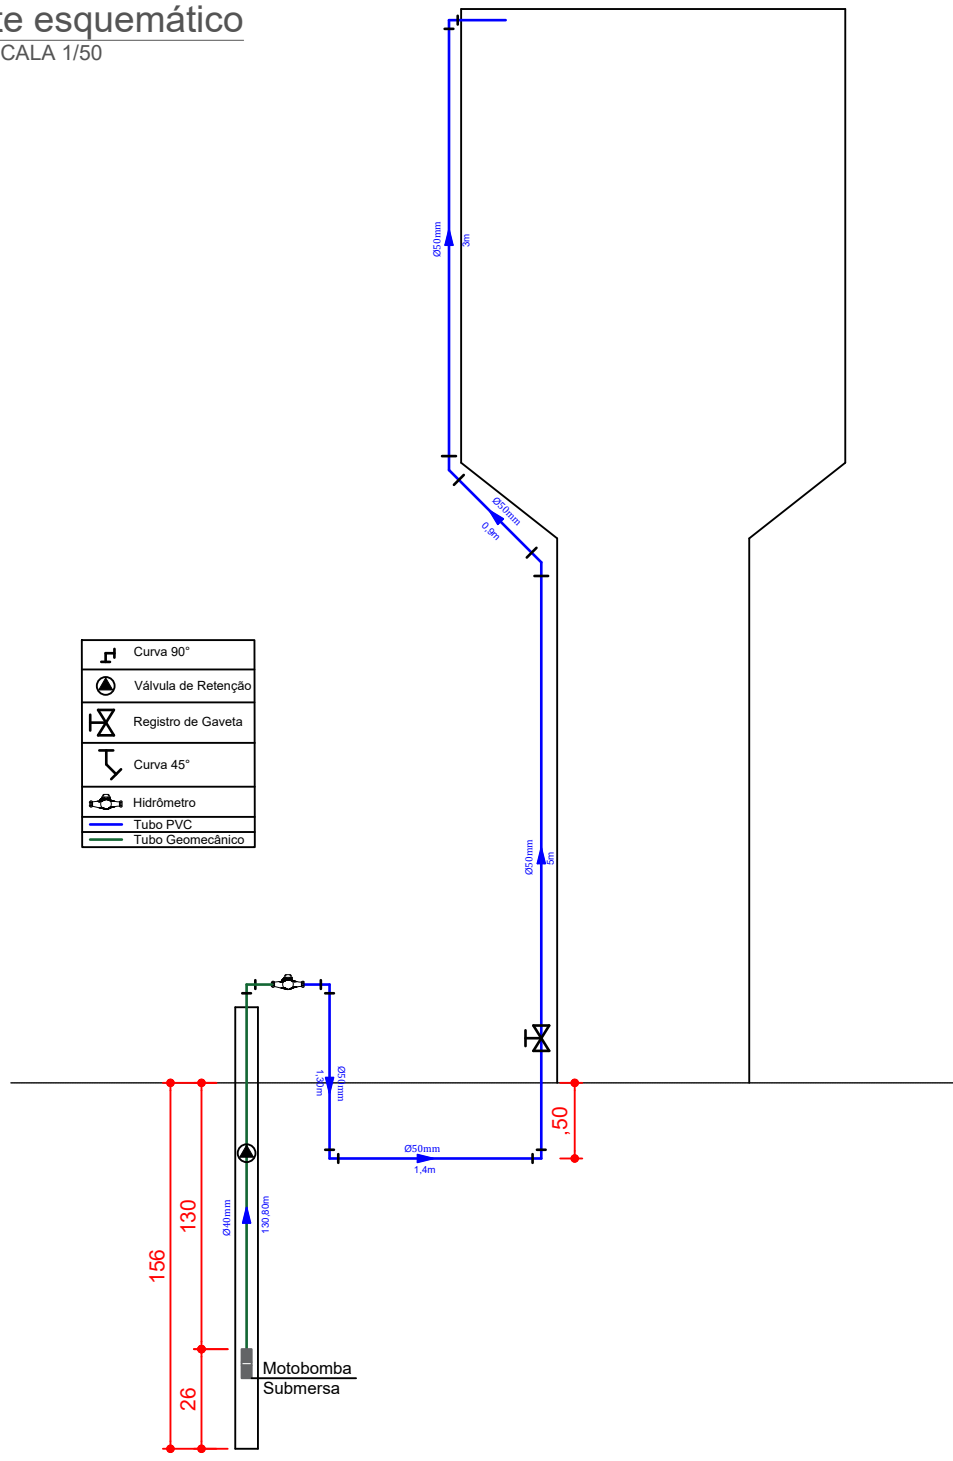 te esquemático
CALA 1/50
Ø50mm
3m
Ø50mm
0,9m
Curva 90°
Válvula de Retenção
Registro de Gaveta
Curva 45°
Hidrômetro
Tubo PVC
Tubo Geomecânico
Ø50mm
5m
Ø50mm
1,30m
,50
Ø50mm
1,4m
Ø40mm
130,80m
130
156
26
Motobomba
Submersa